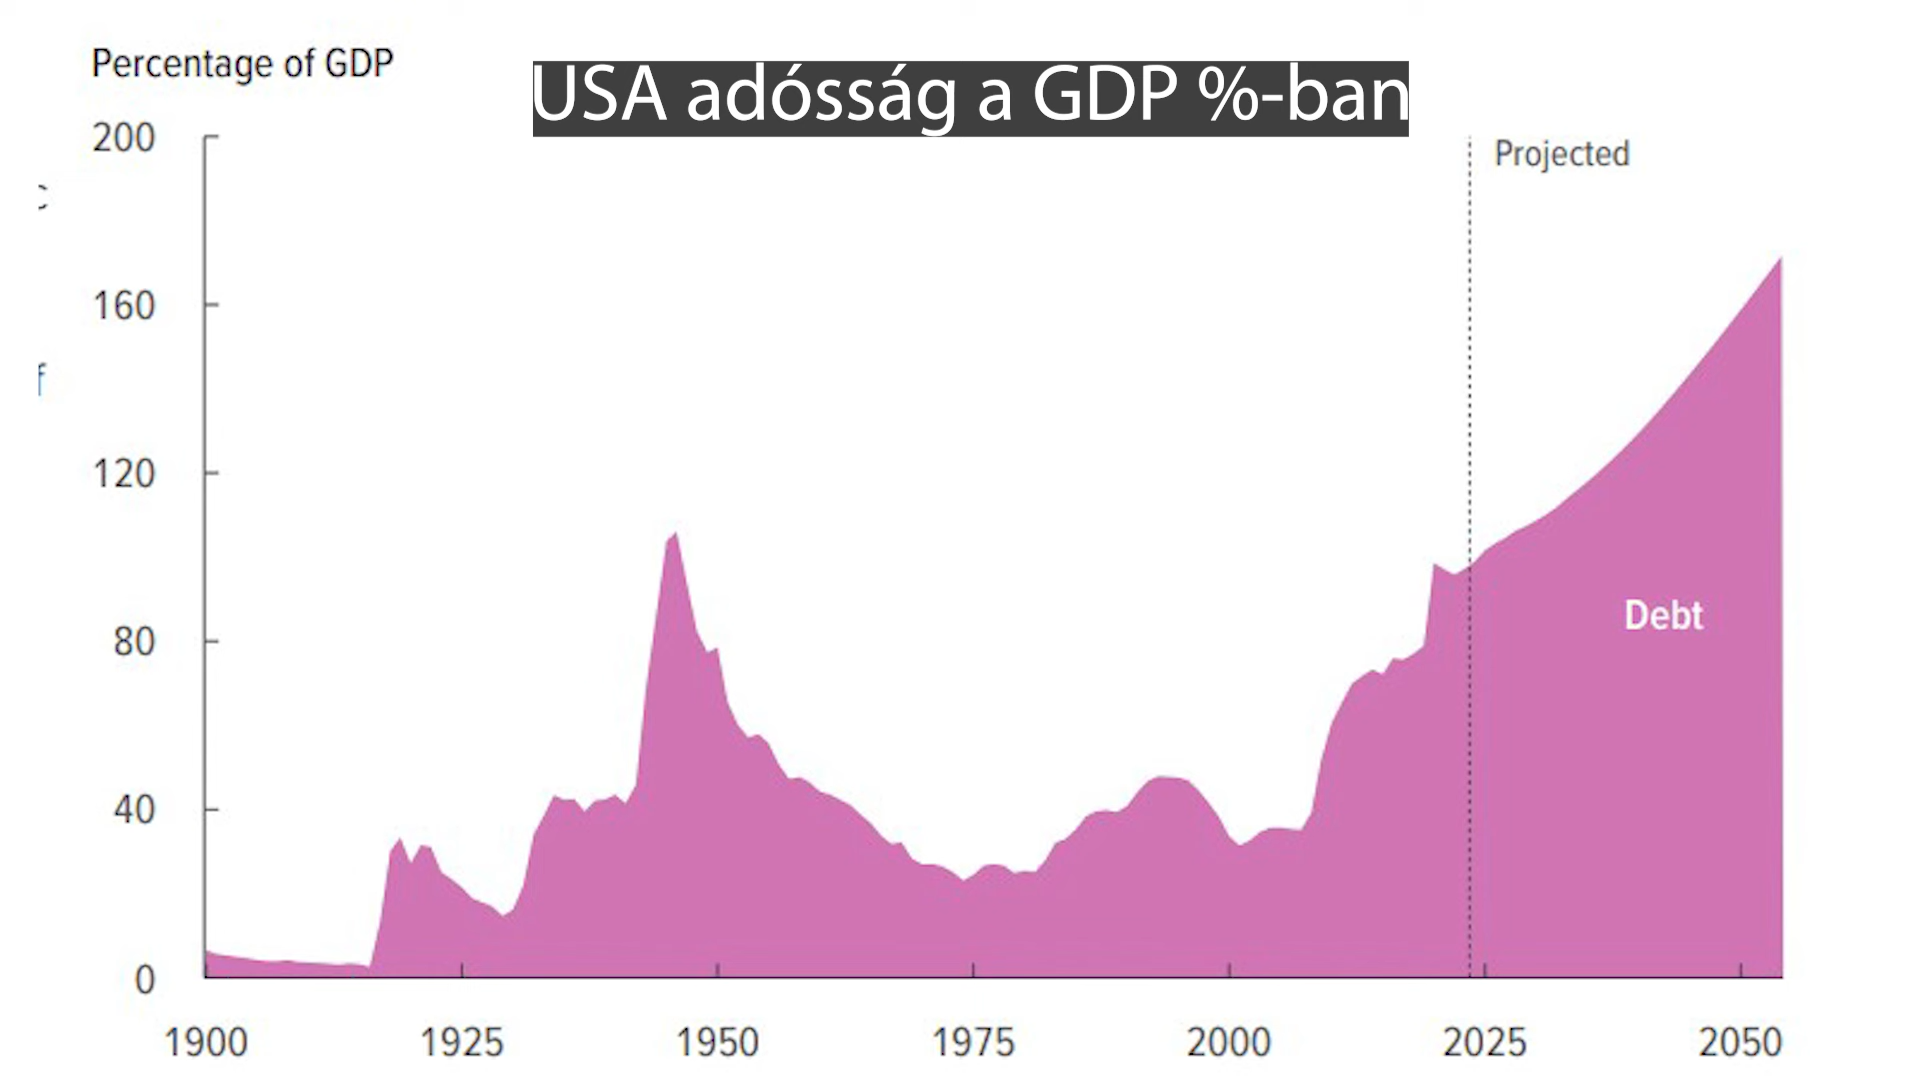 Percentage of GDP
USA adósság a GDP %-ban
200
Projected
160
120
80
Debt
40
0
1900 1925 1950 1975 2000 2025 2050